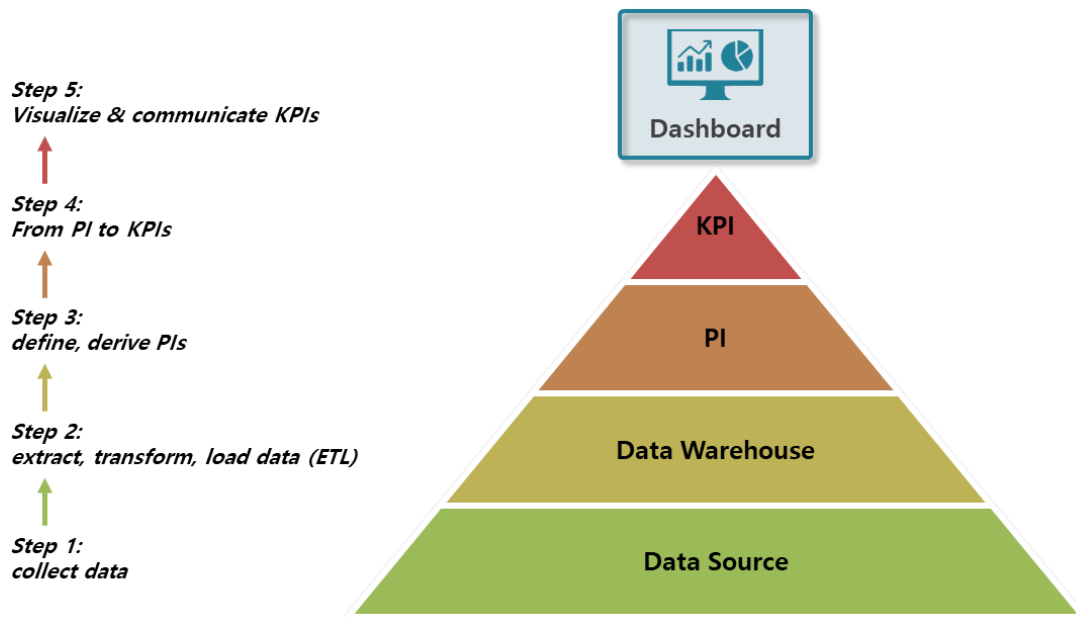 Dashboard
Step 5:
Visualize & communicate KPIs
Step 4:
From PI to KPIs
KPI
Step 3:
define, derive PIs
PI
Step 2:
extract, transform, load data (ETL)
Data Warehouse
Step 1:
collect data
Data Source